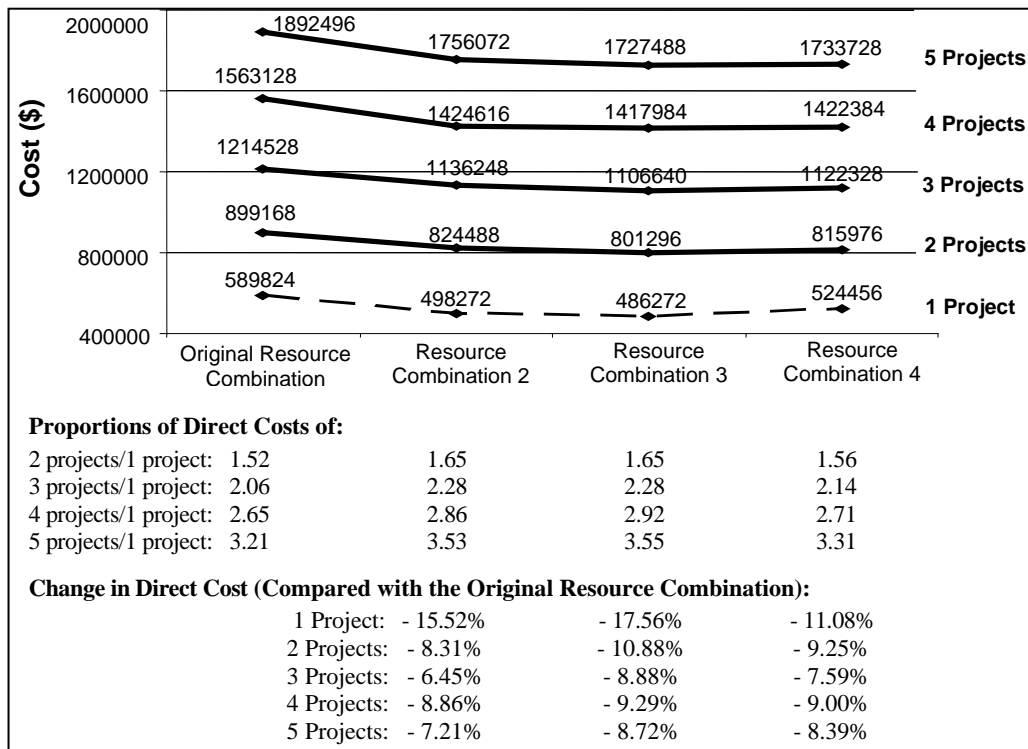 2000000
1892496
1756072
1727488
1733728
5 Projects
1600000
1563128
1424616
1417984
1422384
4 Projects
1200000
1214528
1136248
1106640
1122328
3 Projects
800000
899168
824488
801296
815976
2 Projects
400000
589824
498272
486272
524456
1 Project
Cost ($)
Original Resource
Combination
Resource
Combination 2
Resource
Combination 3
Resource
Combination 4
Proportions of Direct Costs of:
2 projects/1 project: 1.52 1.65 1.65 1.56
3 projects/1 project: 2.06 2.28 2.28 2.14
4 projects/1 project: 2.65 2.86 2.92 2.71
5 projects/1 project: 3.21 3.53 3.55 3.31
Change in Direct Cost (Compared with the Original Resource Combination):
1 Project: - 15.52% - 17.56% - 11.08%
2 Projects: - 8.31% - 10.88% - 9.25%
3 Projects: - 6.45% - 8.88% - 7.59%
4 Projects: - 8.86% - 9.29% - 9.00%
5 Projects: - 7.21% - 8.72% - 8.39%